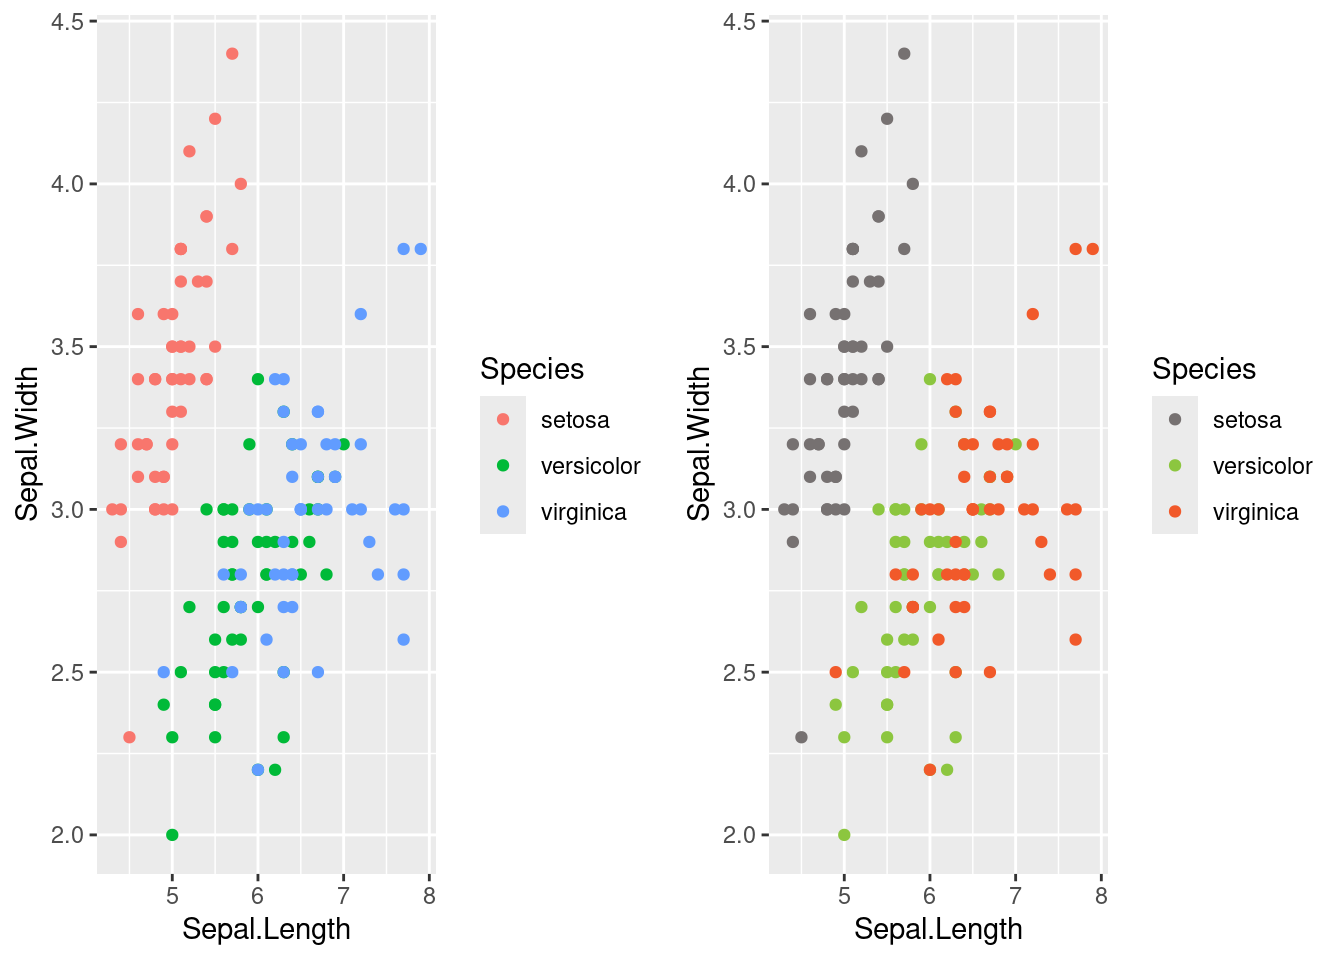 4.5
4.0
3.5
3.0
2.5
2.0
Sepal.Width
5 6 7 8
Sepal.Length
Species
setosa
versicolor
virginica
4.5
4.0
3.5
3.0
2.5
2.0
Sepal.Width
5 6 7 8
Sepal.Length
Species
setosa
versicolor
virginica